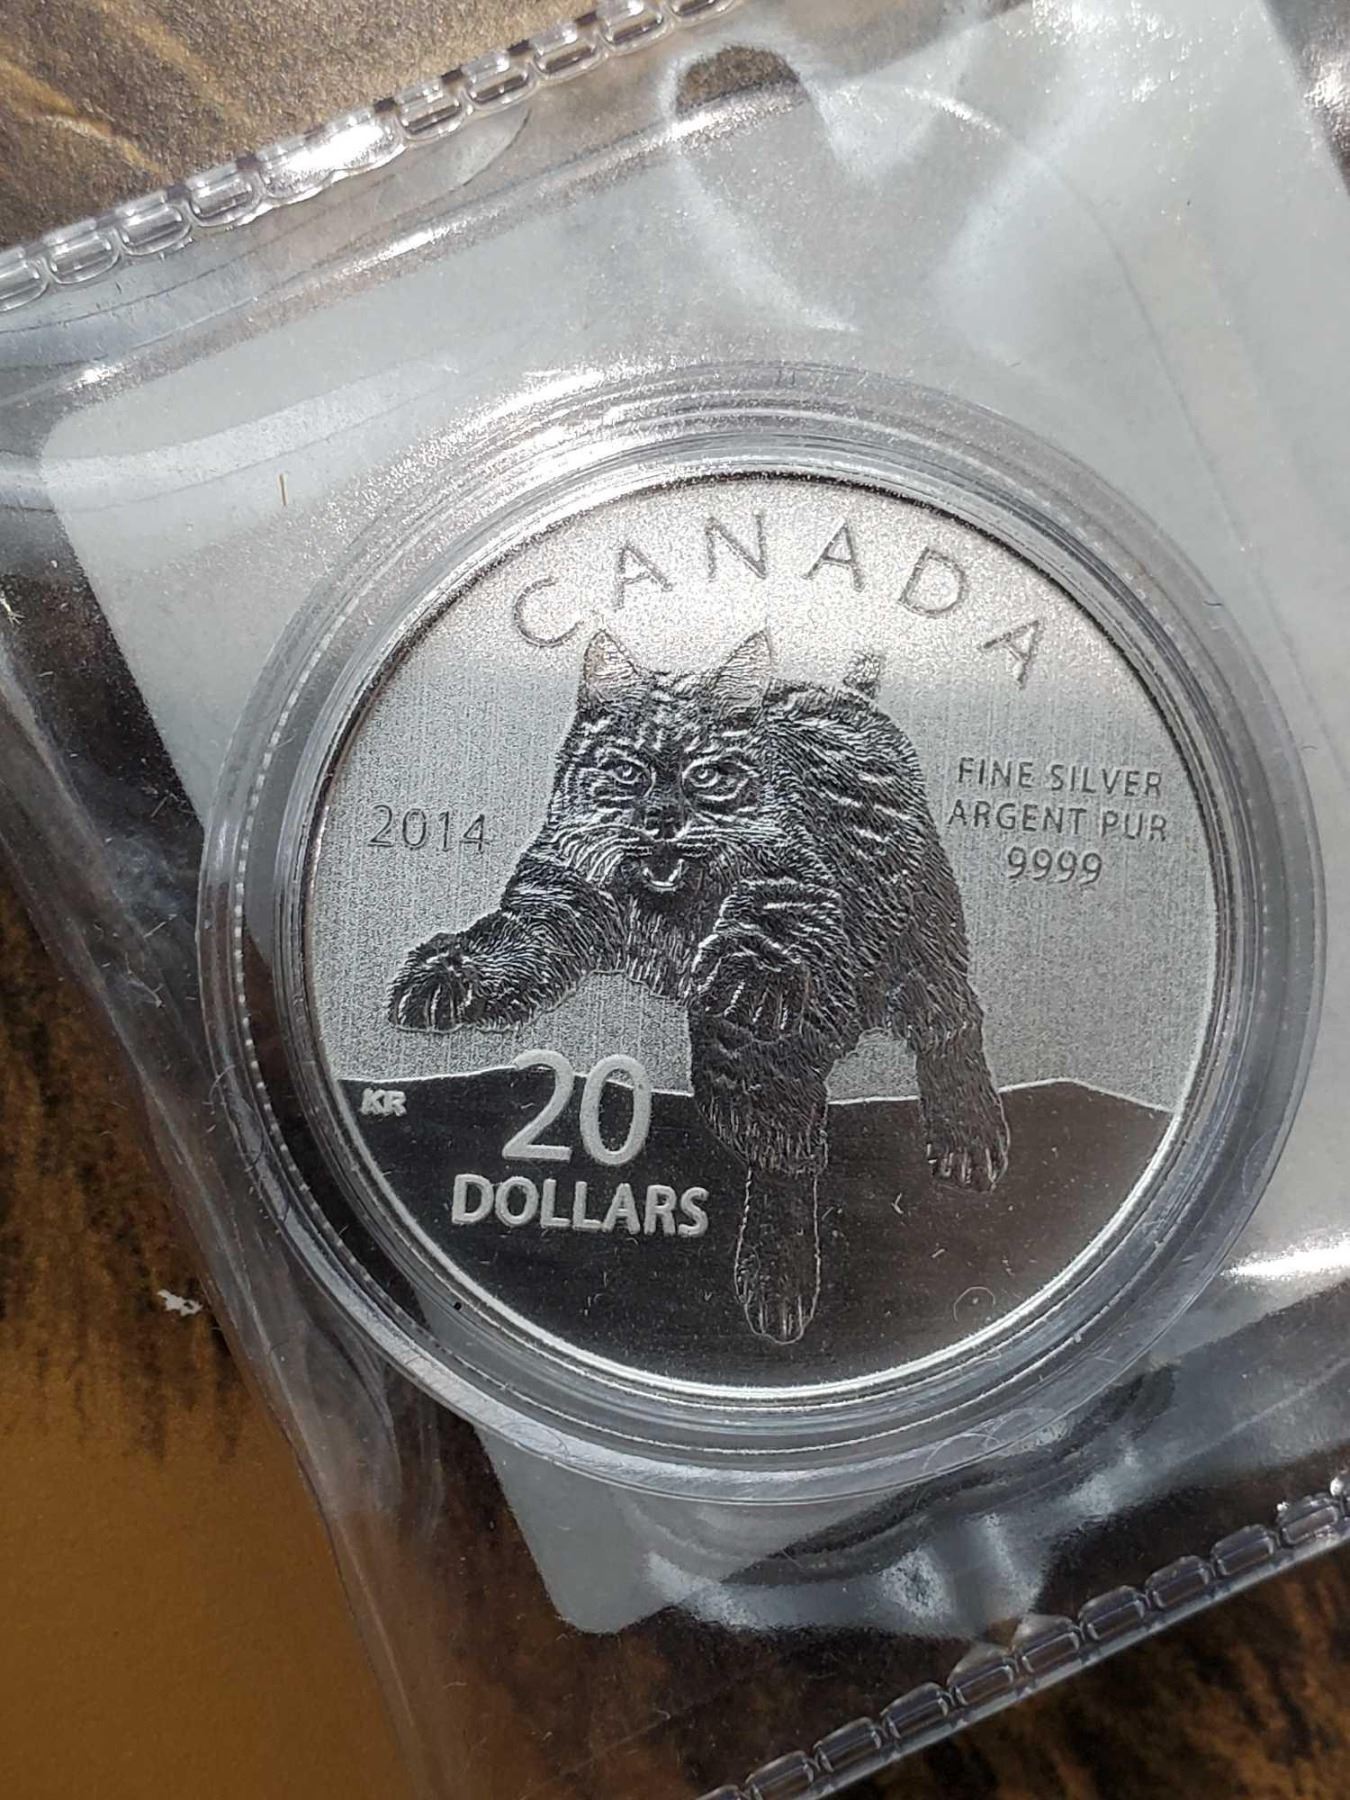 CANADA
2014
FINE SILVER
ARGENT PUR
9999
KR
20
DOLLARS